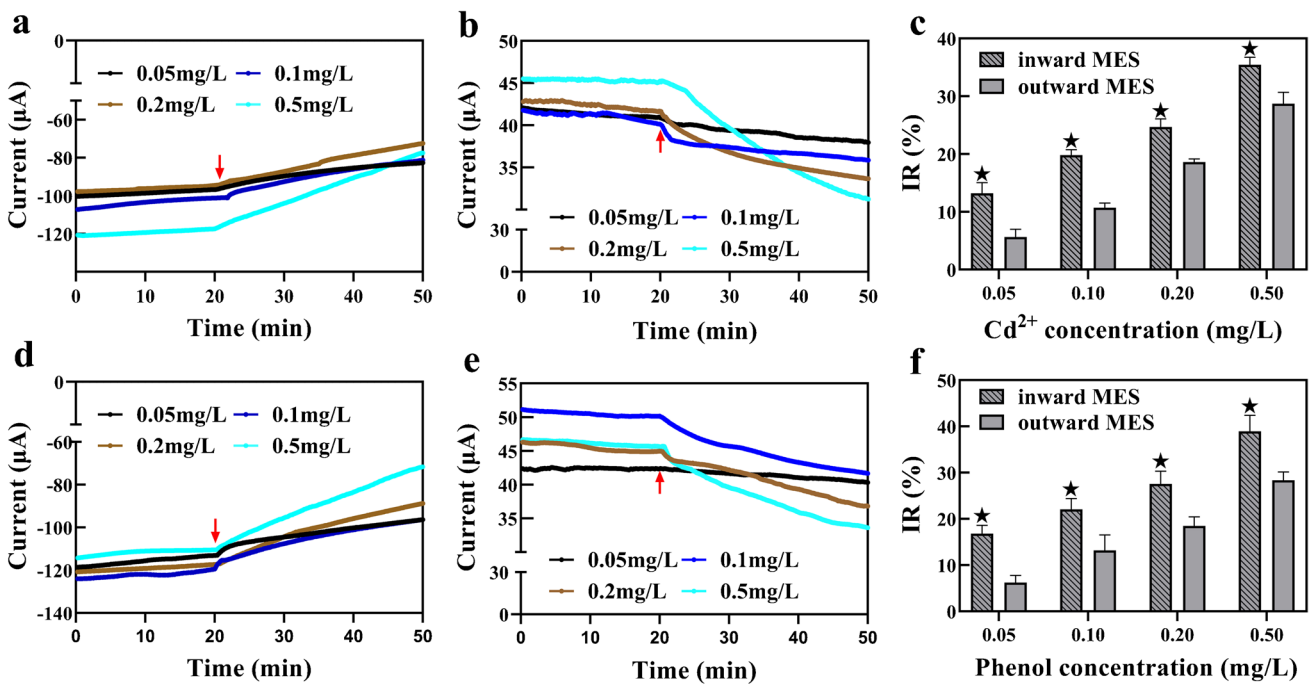 a
0
-60
-80
-100
-120
Current (μA)
0.05mg/L
0.1mg/L
0.2mg/L
0.5mg/L
0
10
20
30
40
50
Time (min)
b
50
45
40
35
30
0
Current (μA)
0.05mg/L
0.1mg/L
0.2mg/L
0.5mg/L
0
10
20
30
40
50
Time (min)
c
40
30
20
10
0
IR (%)
inward MES
outward MES
0.05
0.10
0.20
0.50
Cd²⁺ concentration (mg/L)
d
0
-60
-80
-100
-120
-140
Current (μA)
0.05mg/L
0.1mg/L
0.2mg/L
0.5mg/L
0
10
20
30
40
50
Time (min)
e
55
50
45
40
35
30
0
Current (μA)
0.05mg/L
0.1mg/L
0.2mg/L
0.5mg/L
0
10
20
30
40
50
Time (min)
f
50
40
30
20
10
0
IR (%)
inward MES
outward MES
0.05
0.10
0.20
0.50
Phenol concentration (mg/L)